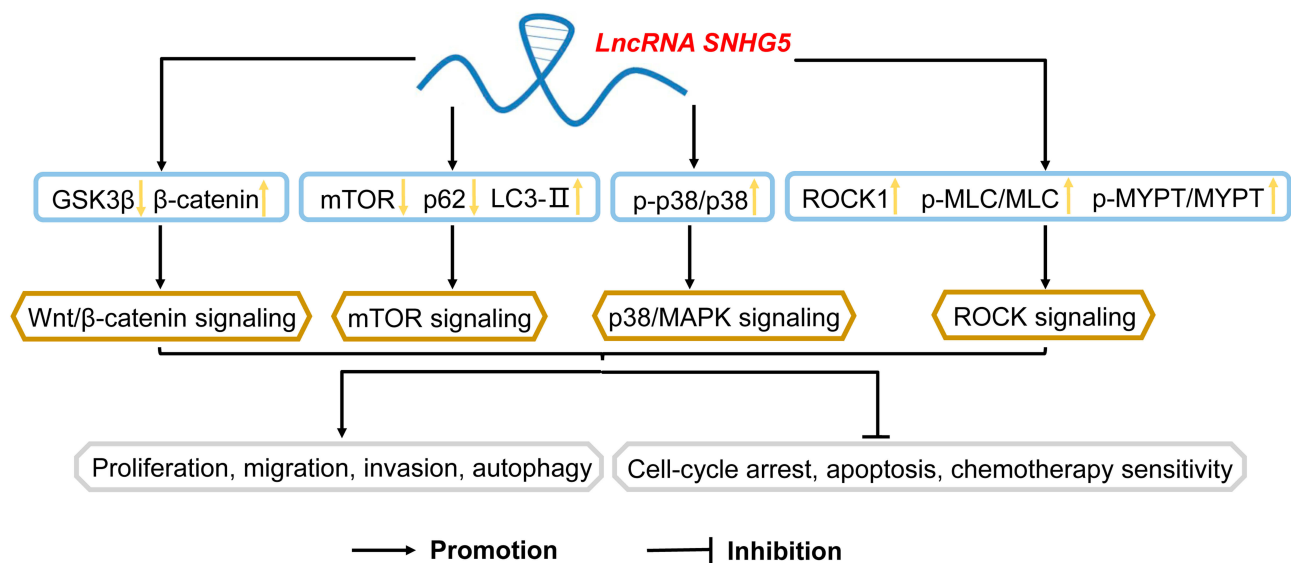 LncRNA SNHG5
GSK3β β-catenin
mTOR p62 LC3-Ⅱ
p-p38/p38
ROCK1 p-MLC/MLC p-MYPT/MYPT
Wnt/β-catenin signaling
mTOR signaling
p38/MAPK signaling
ROCK signaling
Proliferation, migration, invasion, autophagy
Cell-cycle arrest, apoptosis, chemotherapy sensitivity
Promotion
Inhibition